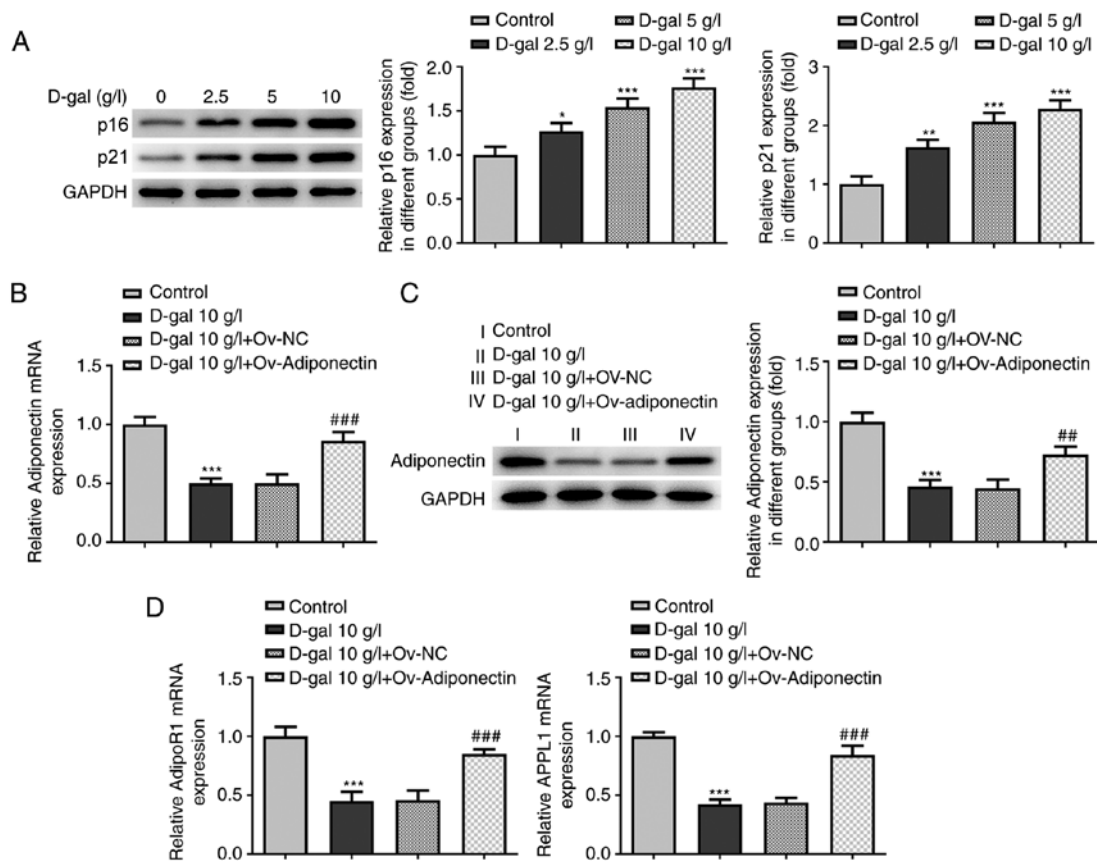 A
D-gal (g/l) 0 2.5 5 10
p16
p21
GAPDH
Control
D-gal 2.5 g/l
D-gal 5 g/l
D-gal 10 g/l
Relative p16 expression
in different groups (fold)
2.0
1.5
1.0
0.5
0.0
*
***
***
Control
D-gal 2.5 g/l
D-gal 5 g/l
D-gal 10 g/l
Relative p21 expression
in different groups (fold)
3
2
1
0
**
***
***
B
Control
D-gal 10 g/l
D-gal 10 g/l+Ov-NC
D-gal 10 g/l+Ov-Adiponectin
Relative Adiponectin mRNA
expression
1.5
1.0
0.5
0.0
***
###
C
I Control
II D-gal 10 g/l
III D-gal 10 g/l+OV-NC
IV D-gal 10 g/l+Ov-adiponectin
I II III IV
Adiponectin
GAPDH
Control
D-gal 10 g/l
D-gal 10 g/l+Ov-NC
D-gal 10 g/l+Ov-Adiponectin
Relative Adiponectin expression
in different groups (fold)
1.5
1.0
0.5
0.0
***
##
D
Control
D-gal 10 g/l
D-gal 10 g/l+Ov-NC
D-gal 10 g/l+Ov-Adiponectin
Relative AdipoR1 mRNA
expression
1.5
1.0
0.5
0.0
***
###
Control
D-gal 10 g/l
D-gal 10 g/l+Ov-NC
D-gal 10 g/l+Ov-Adiponectin
Relative APPL1 mRNA
expression
1.5
1.0
0.5
0.0
***
###